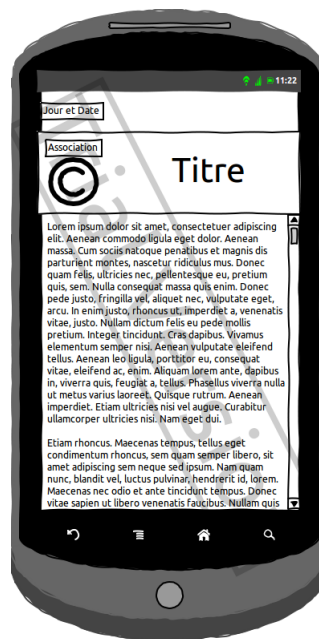 11:22
Jour et Date
Association
©
Titre
Lorem ipsum dolor sit amet, consectetuer adipiscing
elit. Aenean commodo ligula eget dolor. Aenean
massa. Cum sociis natoque penatibus et magnis dis
parturient montes, nascetur ridiculus mus. Donec
quam felis, ultricies nec, pellentesque eu, pretium
quis, sem. Nulla consequat massa quis enim. Donec
pede justo, fringilla vel, aliquet nec, vulputate eget,
arcu. In enim justo, rhoncus ut, imperdiet a, venenatis
vitae, justo. Nullam dictum felis eu pede mollis
pretium. Integer tincidunt. Cras dapibus. Vivamus
elementum semper nisi. Aenean vulputate eleifend
tellus. Aenean leo ligula, porttitor eu, consequat
vitae, eleifend ac, enim. Aliquam lorem ante, dapibus
in, viverra quis, feugiat a, tellus. Phasellus viverra nulla
ut metus varius laoreet. Quisque rutrum. Aenean
imperdiet. Etiam ultricies nisi vel augue. Curabitur
ullamcorper ultricies nisi. Nam eget dui.
Etiam rhoncus. Maecenas tempus, tellus eget
condimentum rhoncus, sem quam semper libero, sit
amet adipiscing sem neque sed ipsum. Nam quam
nunc, blandit vel, luctus pulvinar, hendrerit id, lorem.
Maecenas nec odio et ante tincidunt tempus. Donec
vitae sapien ut libero venenatis faucibus. Nullam quis